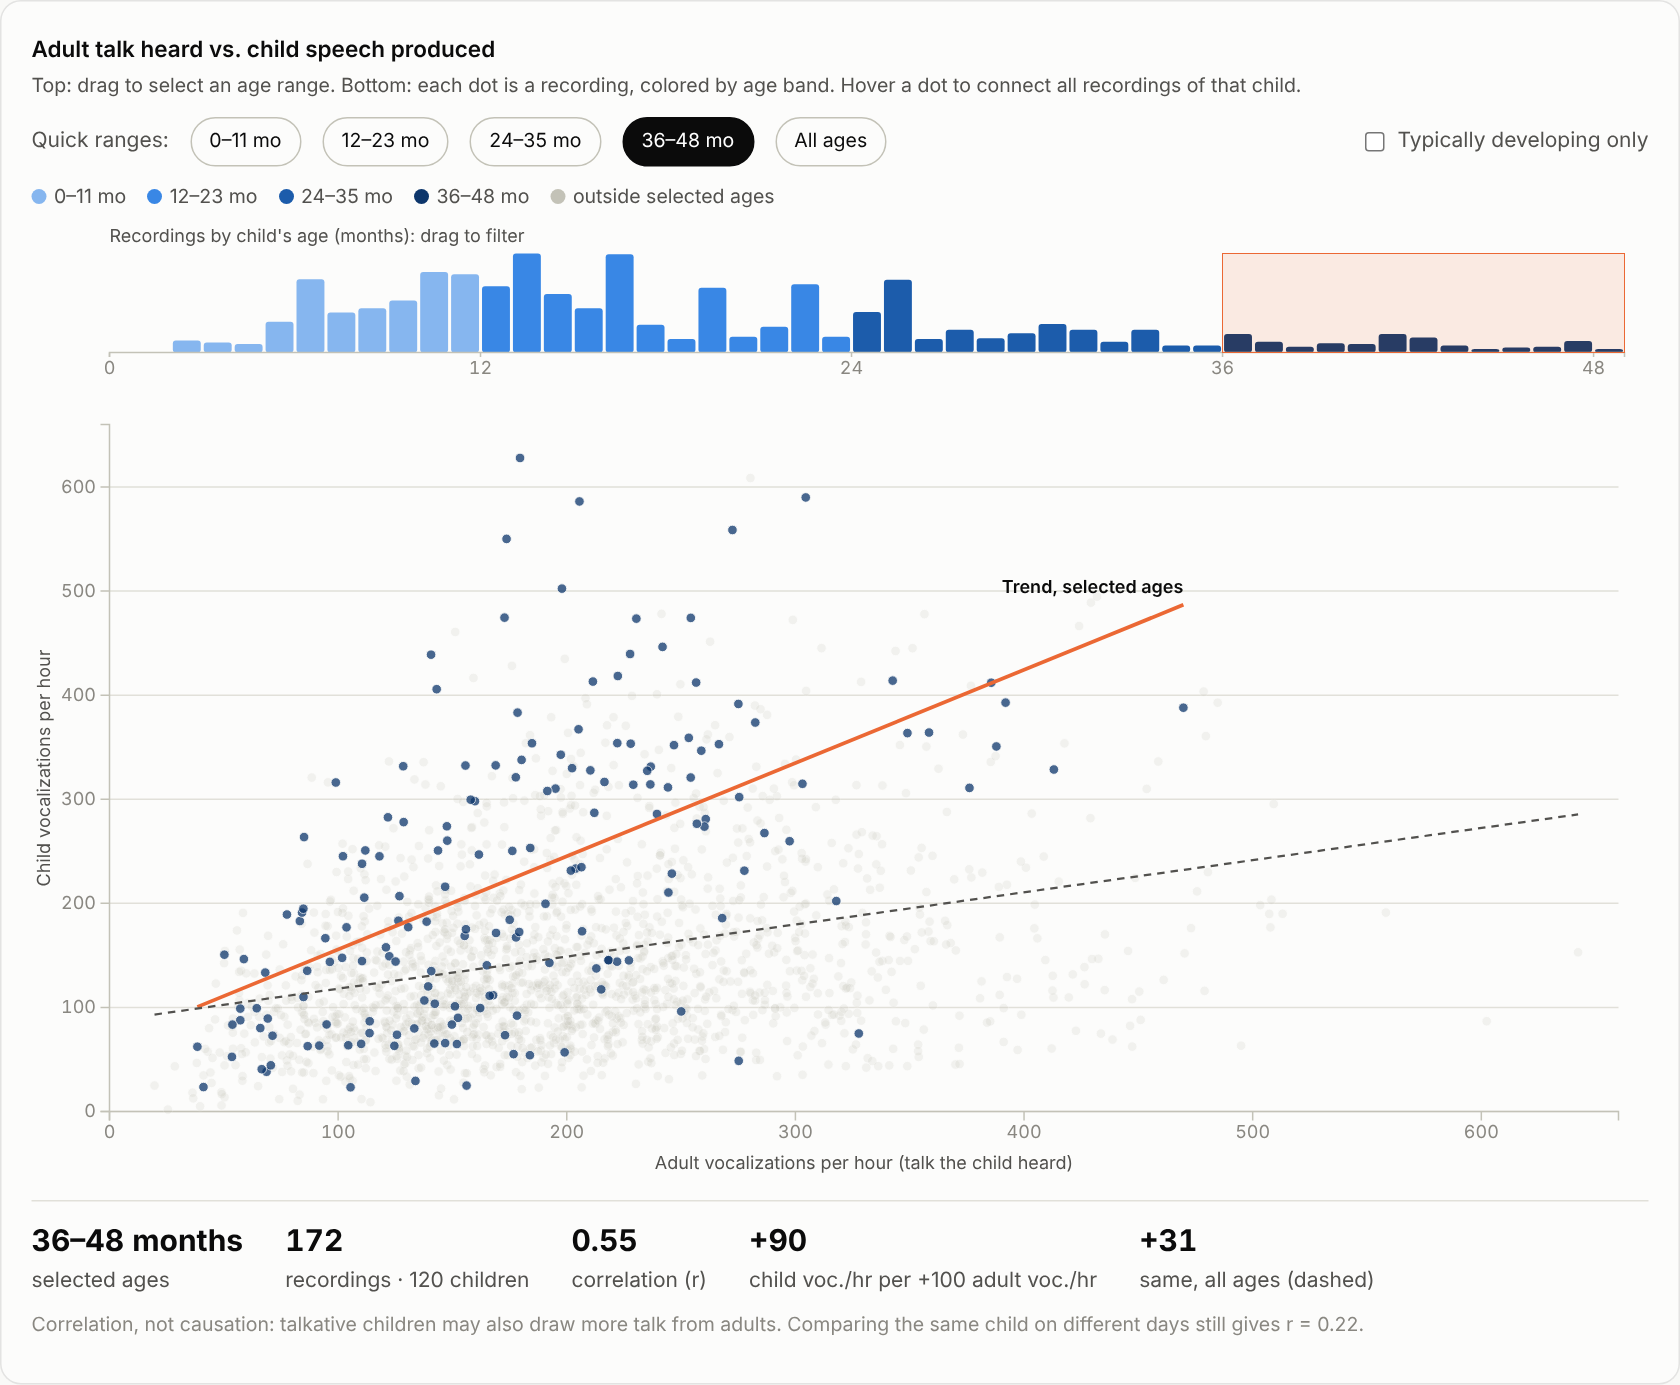 Adult talk heard vs. child speech produced
Top: drag to select an age range. Bottom: each dot is a recording, colored by age band. Hover a dot to connect all recordings of that child.
Quick ranges: 0–11 mo 12–23 mo 24–35 mo 36–48 mo All ages Typically developing only
0–11 mo 12–23 mo 24–35 mo 36–48 mo outside selected ages
Recordings by child's age (months): drag to filter
0 12 24 36 48
600
500
400
300
200
100
0
Child vocalizations per hour
Trend, selected ages
0 100 200 300 400 500 600
Adult vocalizations per hour (talk the child heard)
36–48 months 172 0.55 +90 +31
selected ages recordings · 120 children correlation (r) child voc./hr per +100 adult voc./hr same, all ages (dashed)
Correlation, not causation: talkative children may also draw more talk from adults. Comparing the same child on different days still gives r = 0.22.